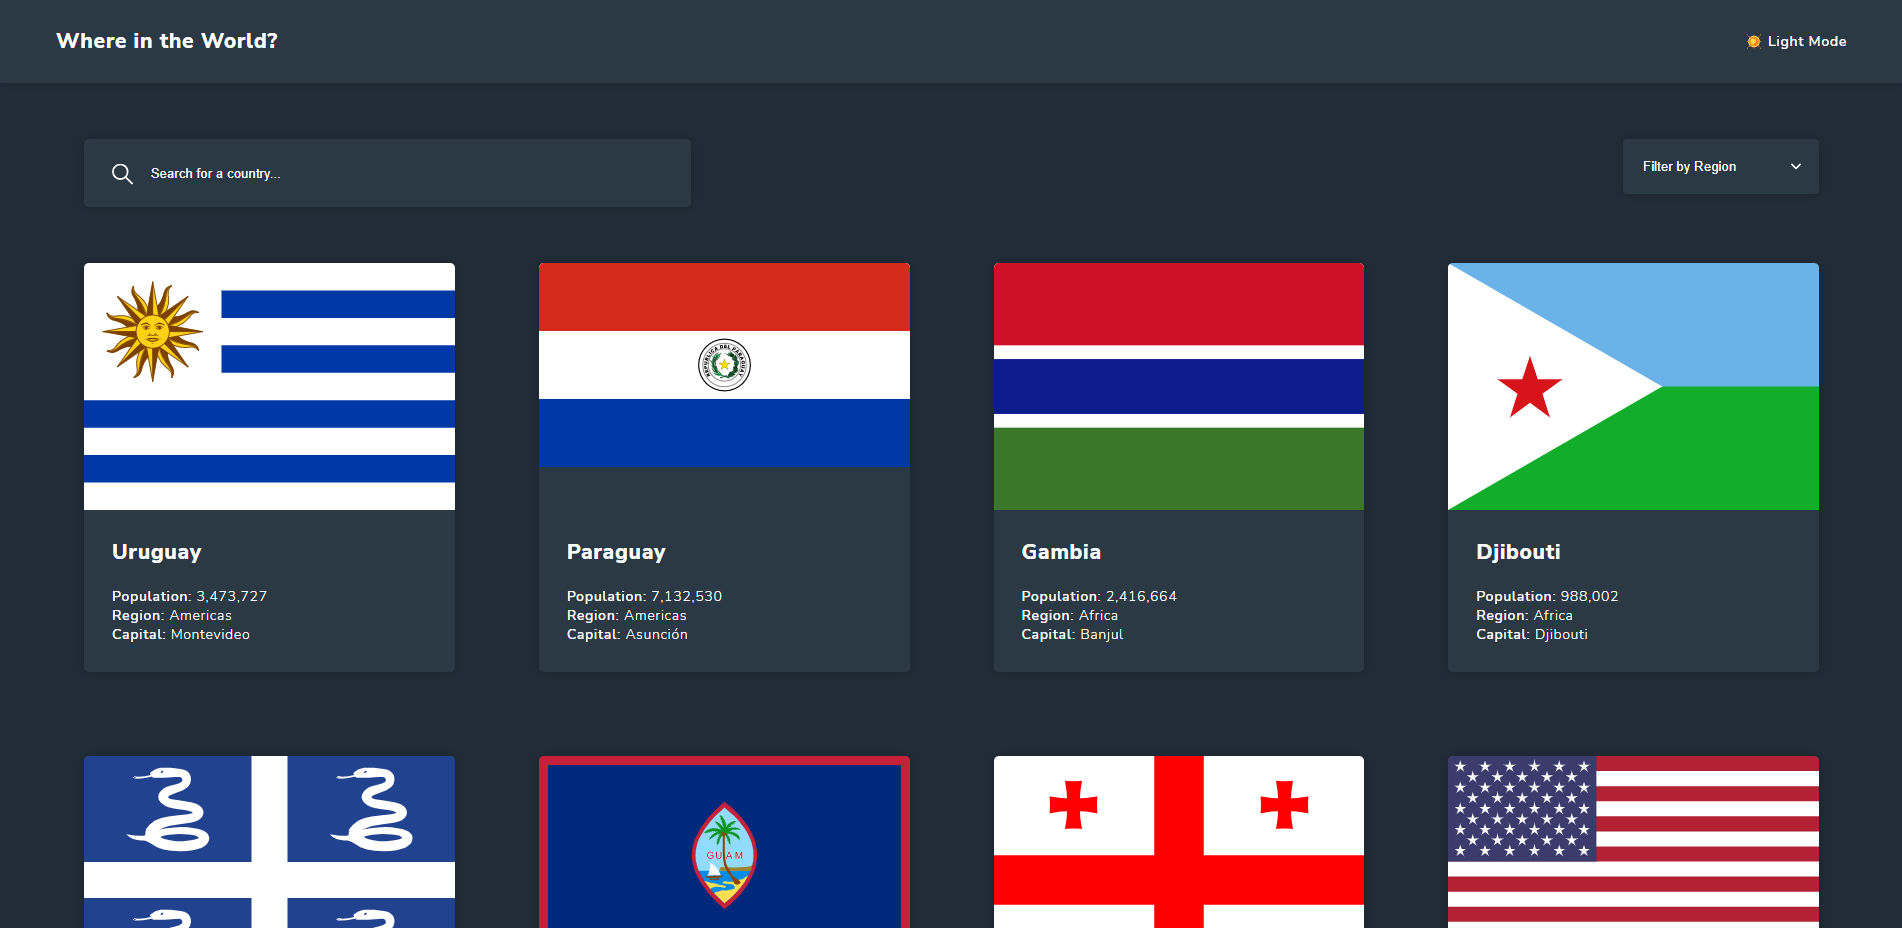 Where in the World?
Light Mode
Search for a country...
Filter by Region
REPUBLICA DEL PARAGUAY
Uruguay
Population: 3,473,727
Region: Americas
Capital: Montevideo
Paraguay
Population: 7,132,530
Region: Americas
Capital: Asunción
Gambia
Population: 2,416,664
Region: Africa
Capital: Banjul
Djibouti
Population: 988,002
Region: Africa
Capital: Djibouti
GUAM